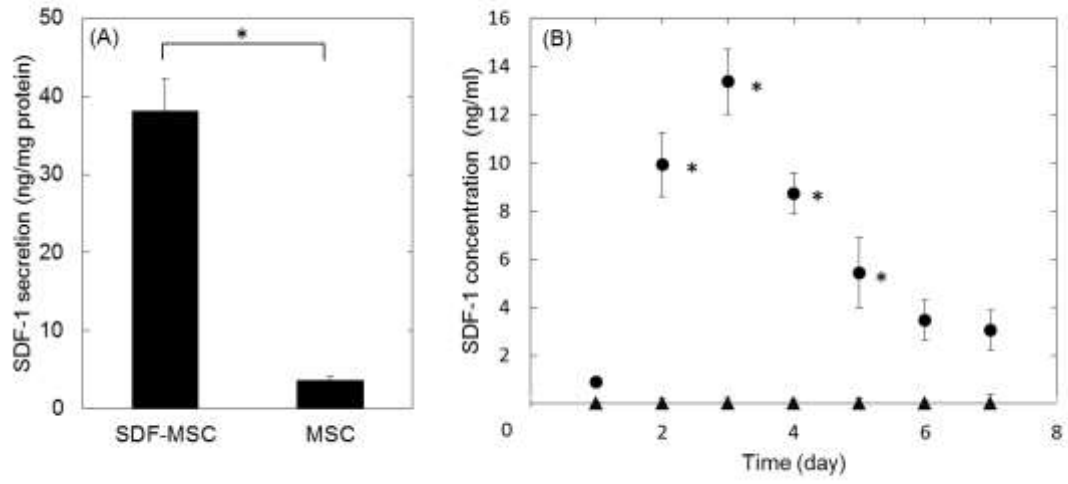 (A)
*
50
40
30
20
10
0
SDF-1 secretion (ng/mg protein)
SDF-MSC MSC
(B)
16
14
12
10
8
6
4
2
0
SDF-1 concentration (ng/ml)
*
*
*
*
2 4 6 8
Time (day)